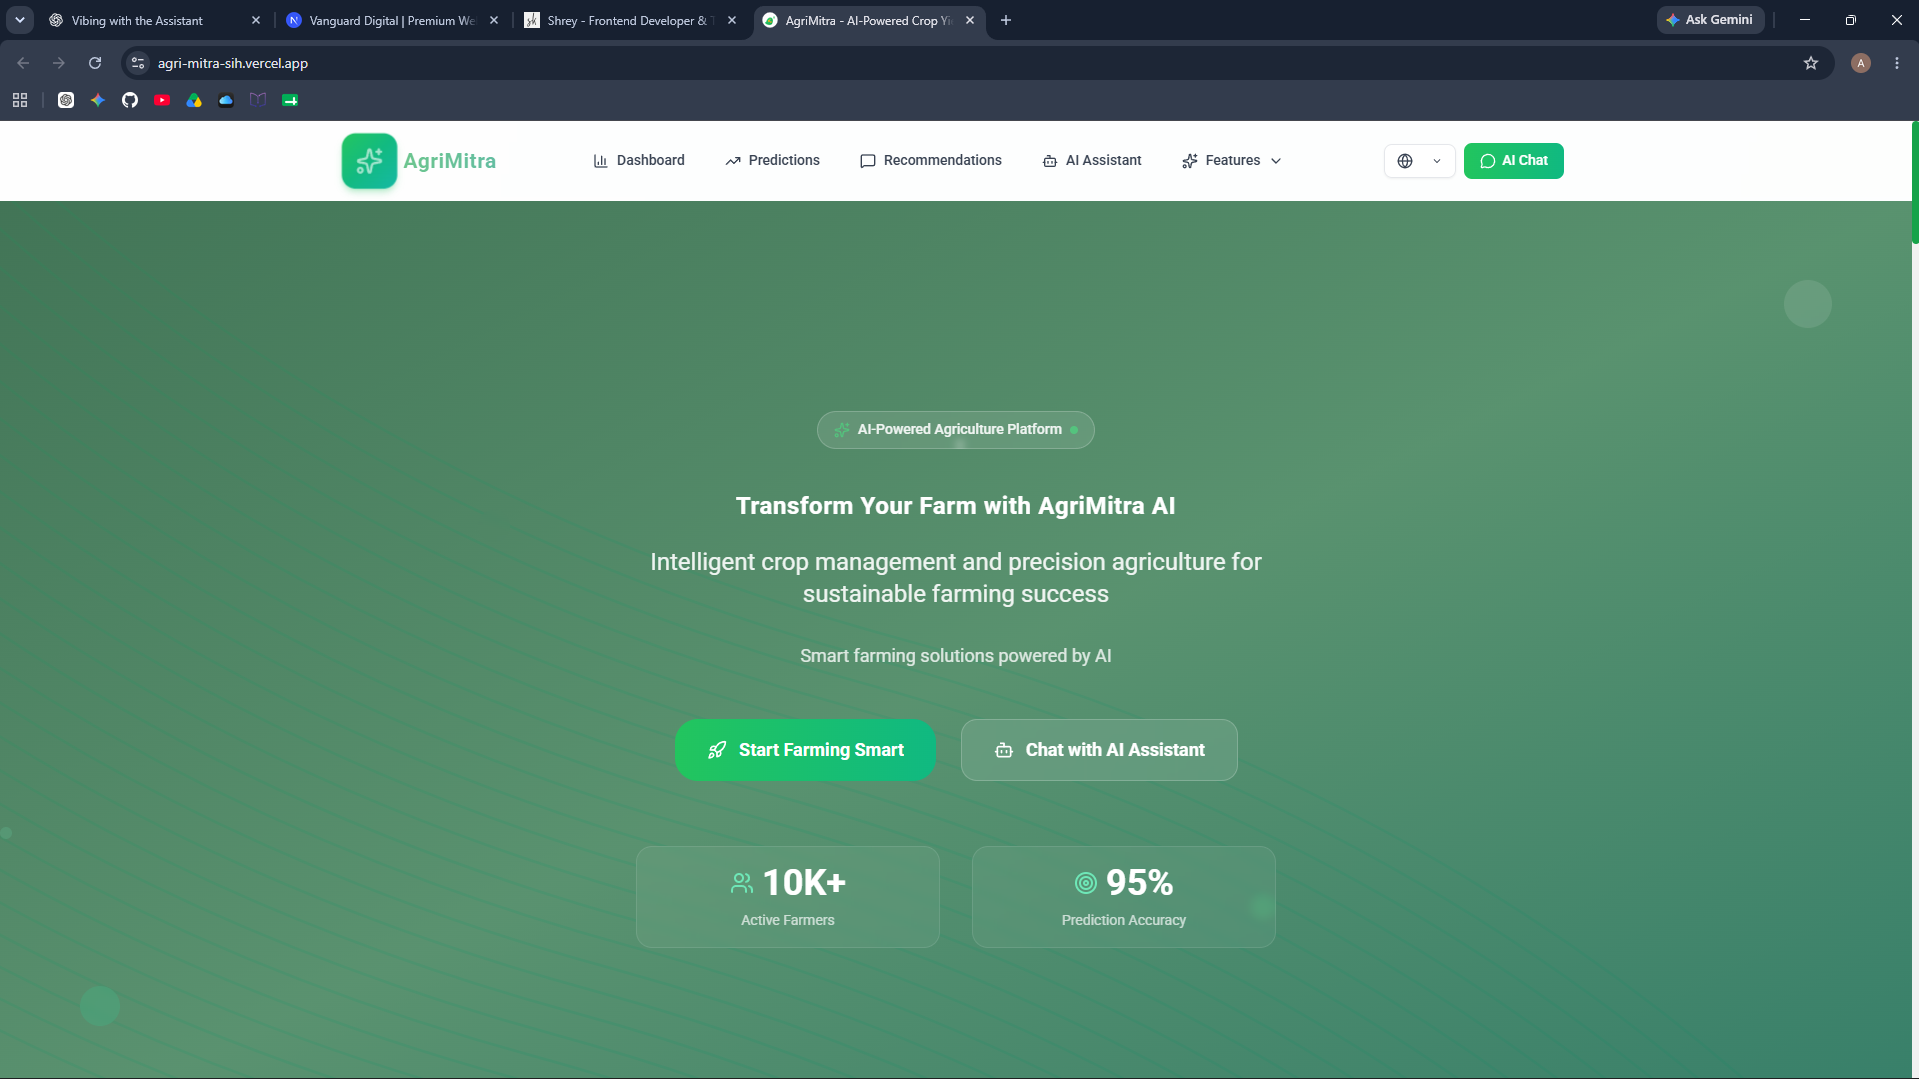 Vibing with the Assistant
Vanguard Digital | Premium We
Shrey - Frontend Developer &
AgriMitra - AI-Powered Crop Yi
Ask Gemini
agri-mitra-sih.vercel.app
A
AgriMitra
Dashboard
Predictions
Recommendations
AI Assistant
Features
AI Chat
AI-Powered Agriculture Platform
Transform Your Farm with AgriMitra AI
Intelligent crop management and precision agriculture for
sustainable farming success
Smart farming solutions powered by AI
Start Farming Smart
Chat with AI Assistant
10K+
Active Farmers
95%
Prediction Accuracy